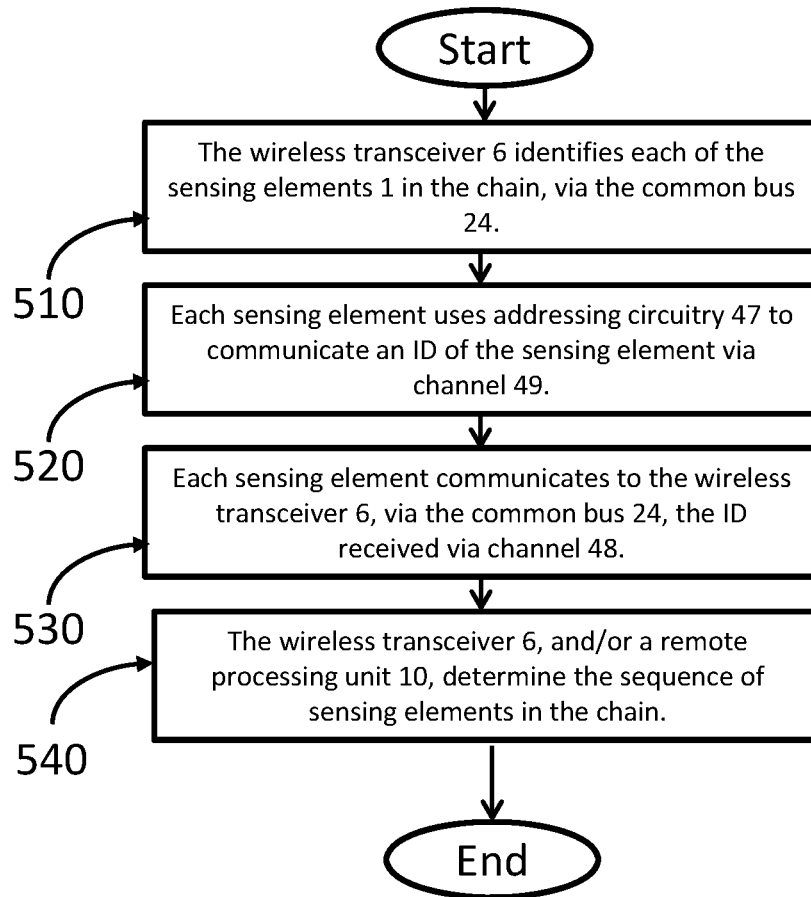 Start
The wireless transceiver 6 identifies each of the
sensing elements 1 in the chain, via the common bus
24.
510
Each sensing element uses addressing circuitry 47 to
communicate an ID of the sensing element via
channel 49.
520
Each sensing element communicates to the wireless
transceiver 6, via the common bus 24, the ID
received via channel 48.
530
The wireless transceiver 6, and/or a remote
processing unit 10, determine the sequence of
sensing elements in the chain.
540
End